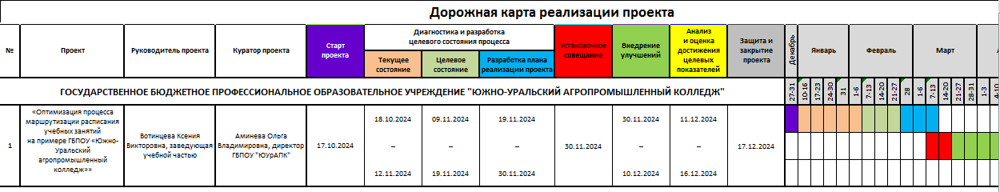 Дорожная карта реализации проекта
№
Проект
Руководитель проекта
Куратор проекта
Старт
проекта
Диагностика и разработка
целевого состояния процесса
Текущее
состояние
Целевое
состояние
Разработка плана
реализации проекта
Установочное
совещание
Внедрение
улучшений
Анализ
и оценка
достижения
целевых
показателей
Защита и
закрытие
проекта
Декабрь
Январь
Февраль
Март
27-31
10-16
17-23
24-30
31
1-6
7-13
14-20
21-27
28
1-6
7-13
14-20
21-27
28-31
1-3
4-10
ГОСУДАРСТВЕННОЕ БЮДЖЕТНОЕ ПРОФЕССИОНАЛЬНОЕ ОБРАЗОВАТЕЛЬНОЕ УЧРЕЖДЕНИЕ "ЮЖНО-УРАЛЬСКИЙ АГРОПРОМЫШЛЕННЫЙ КОЛЛЕДЖ"
1
«Оптимизация процесса
маршрутизации расписания
учебных занятий
на примере ГБПОУ «Южно-
Уральский
агропромышленный
колледж»»
Вотинцева Ксения
Викторовна, заведующая
учебной частью
Аминева Ольга
Владимировна, директор
ГБПОУ "ЮУрАПК"
17.10.2024
18.10.2024
–
12.11.2024
09.11.2024
–
19.11.2024
19.11.2024
–
30.11.2024
30.11.2024
30.11.2024
–
10.12.2024
11.12.2024
–
16.12.2024
17.12.2024